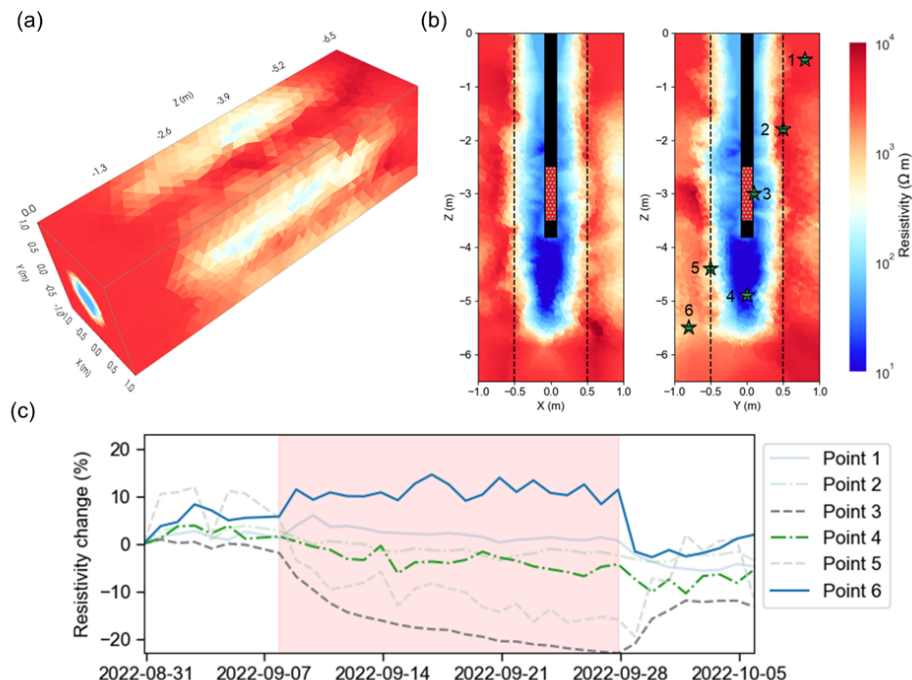 (a)
-6.5
-5.2
Z (m)
-3.9
-2.6
-1.3
0.0
1.0
0.5
Y (m)
0.0
-0.5
-1.0
-1.0
-0.5
X (m)
0.0
0.5
1.0
(b)
0
-1
-2
Z (m)
-3
-4
-5
-6
-1.0 -0.5 0.0 0.5 1.0
X (m)
0
-1
-2
Z (m)
-3
-4
-5
-6
1
2
3
5
4
6
-1.0 -0.5 0.0 0.5 1.0
Y (m)
10⁴
10³
10²
10¹
Resistivity (Ω m)
(c)
Resistivity change (%)
20
10
0
−10
−20
2022-08-31 2022-09-07 2022-09-14 2022-09-21 2022-09-28 2022-10-05
Point 1
Point 2
Point 3
Point 4
Point 5
Point 6